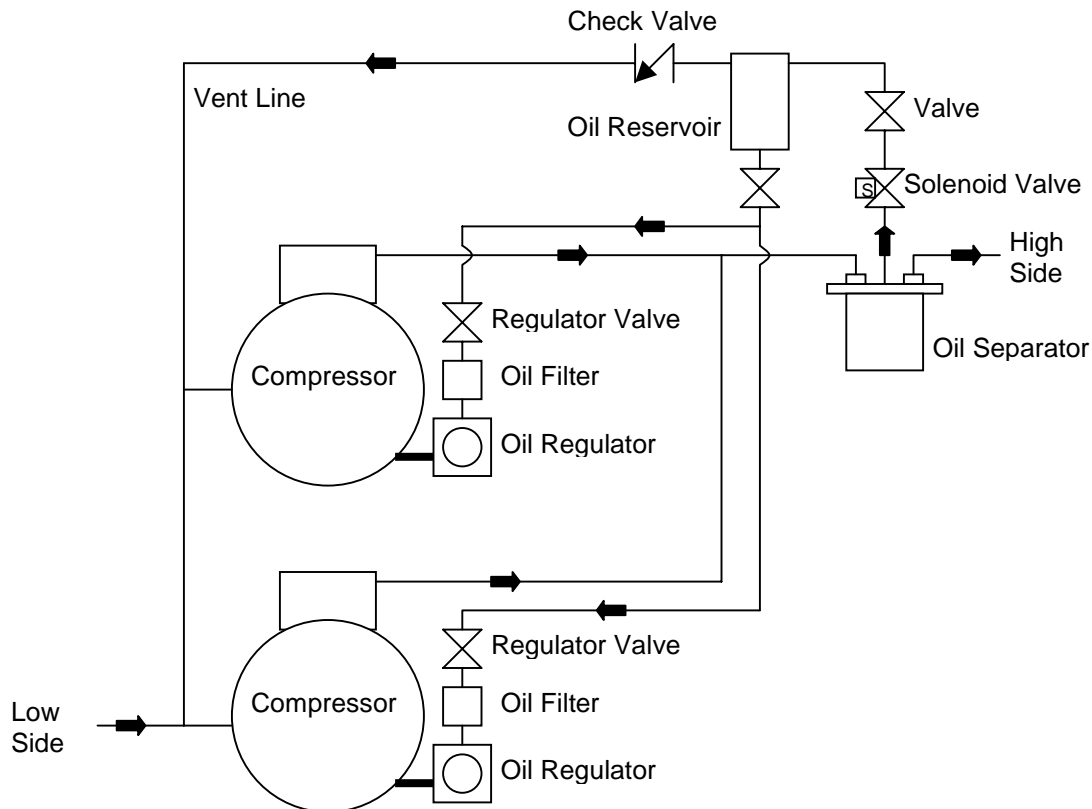 Check Valve
Vent Line
Oil Reservoir
Valve
S
Solenoid Valve
High
Side
Regulator Valve
Oil Separator
Compressor
Oil Filter
Oil Regulator
Regulator Valve
Compressor
Oil Filter
Low
Side
Oil Regulator